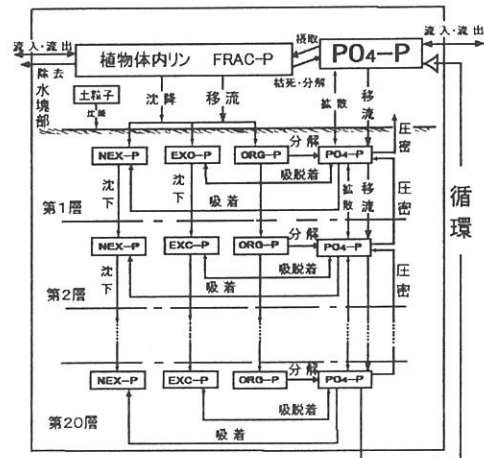 流入・流出
植物体内リン FRAC-P
摂取
枯死・分解
PO₄-P
流入・流出
除去
水塊部
土粒子
沈降
沈降
移流
拡散
移流
圧密
NEX-P
EXO-P
ORG-P
分解
PO₄-P
吸脱着
吸着
沈下
沈下
拡散
移流
圧密
循環
第1層
NEX-P
EXC-P
ORG-P
分解
PO₄-P
吸脱着
吸着
沈下
圧密
第2層
NEX-P
EXC-P
ORG-P
分解
PO₄-P
吸脱着
吸着
第20層